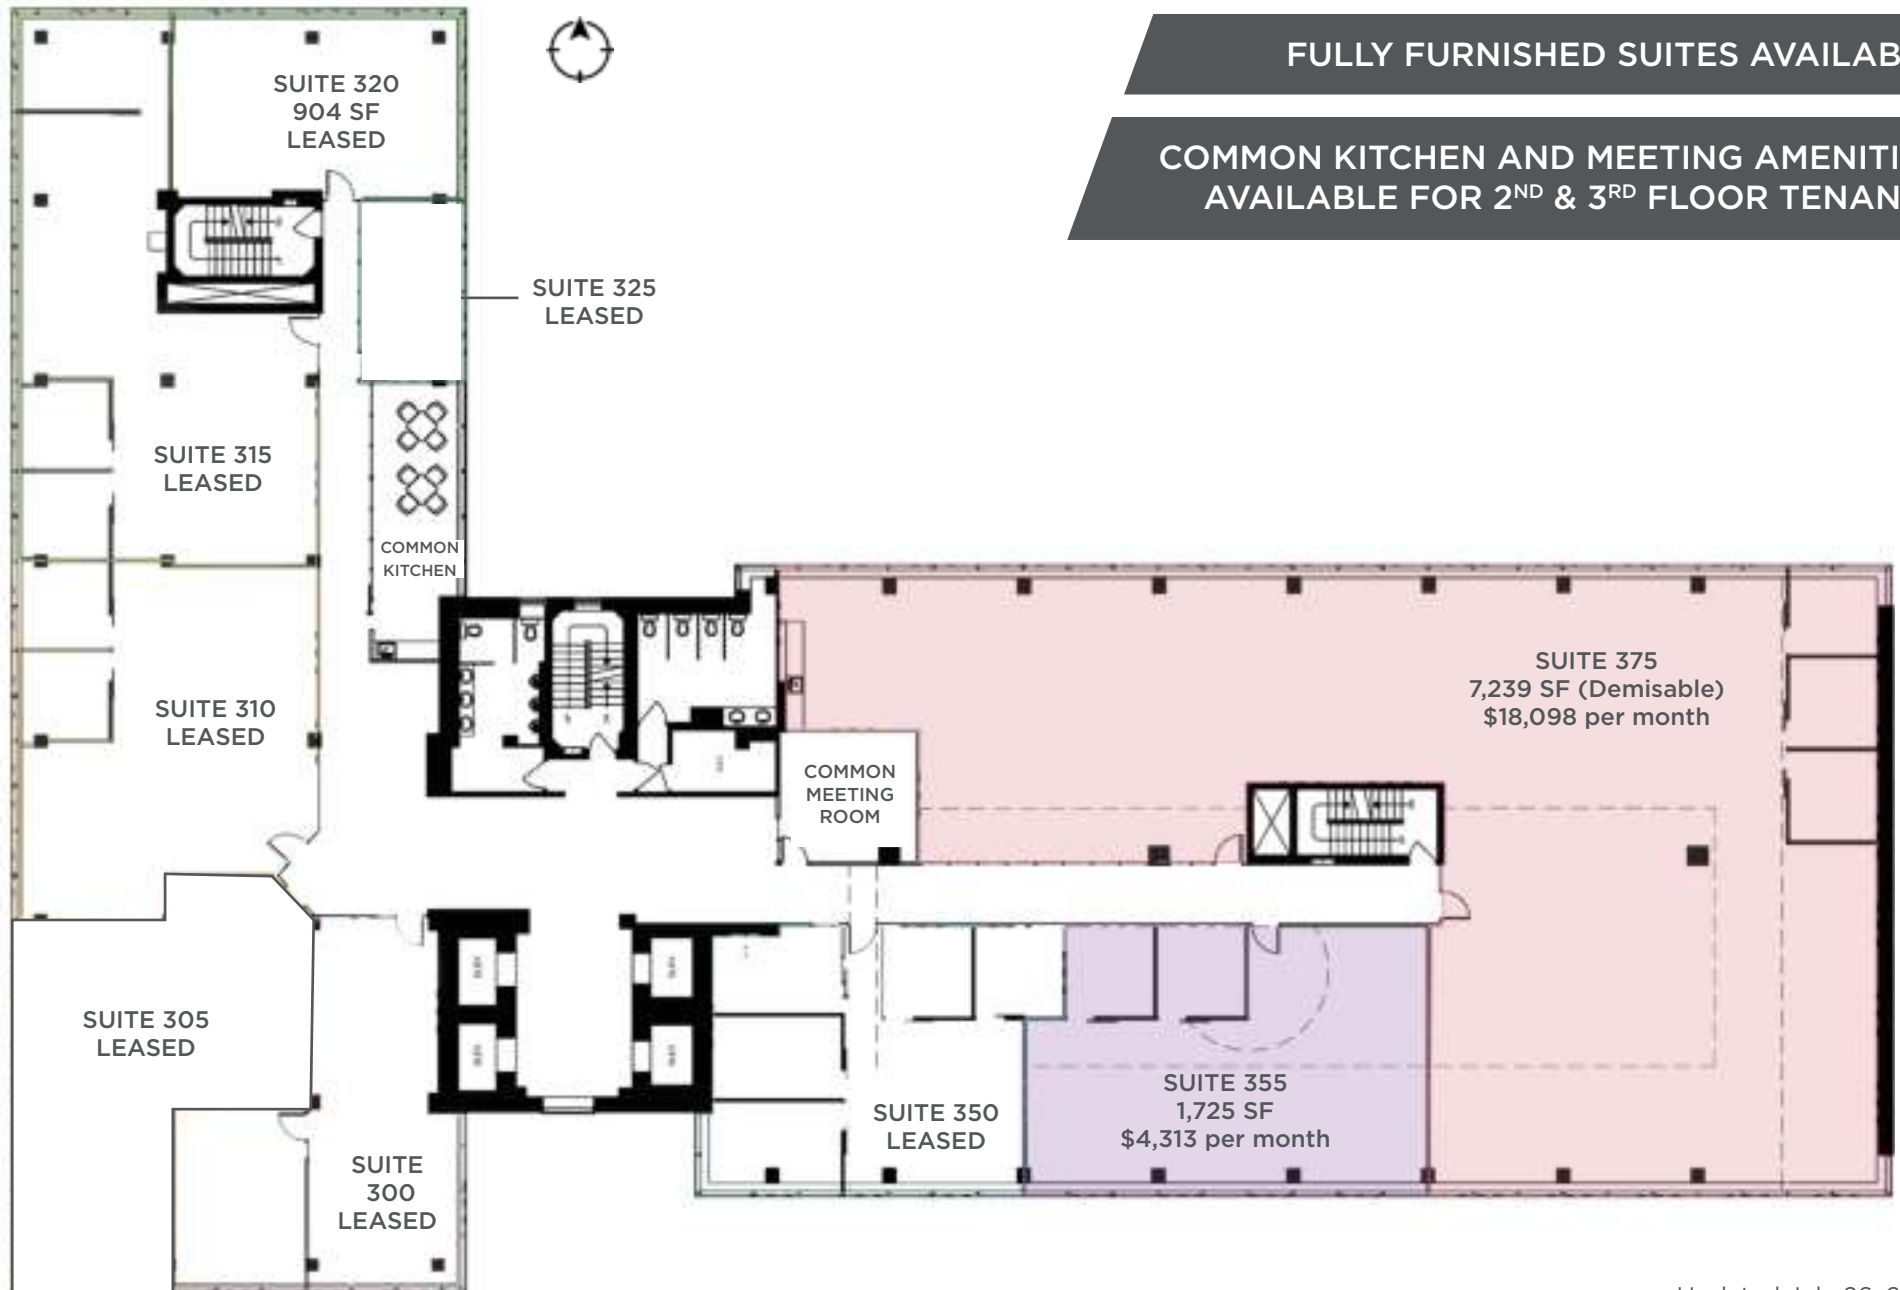 FULLY FURNISHED SUITES AVAILAB
COMMON KITCHEN AND MEETING AMENITI
AVAILABLE FOR 2ND & 3RD FLOOR TENAN
SUITE 320
904 SF
LEASED
SUITE 325
LEASED
SUITE 315
LEASED
COMMON
KITCHEN
SUITE 310
LEASED
SUITE 375
7,239 SF (Demisable)
$18,098 per month
COMMON
MEETING
ROOM
SUITE 305
LEASED
SUITE 350
LEASED
SUITE 355
1,725 SF
$4,313 per month
SUITE
300
LEASED